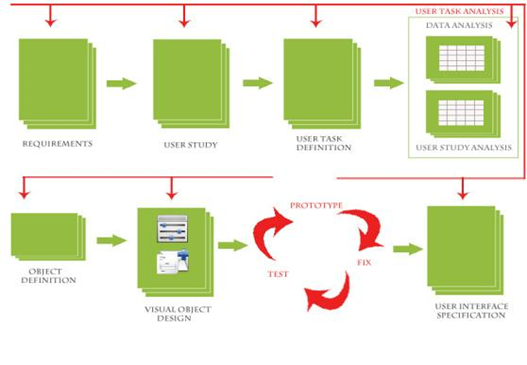 USER TASK ANALYSIS
DATA ANALYSIS
REQUIREMENTS
USER STUDY
USER TASK
DEFINITION
USER STUDY ANALYSIS
PROTOTYPE
TEST
FIX
OBJECT
DEFINITION
VISUAL OBJECT
DESIGN
USER INTERFACE
SPECIFICATION